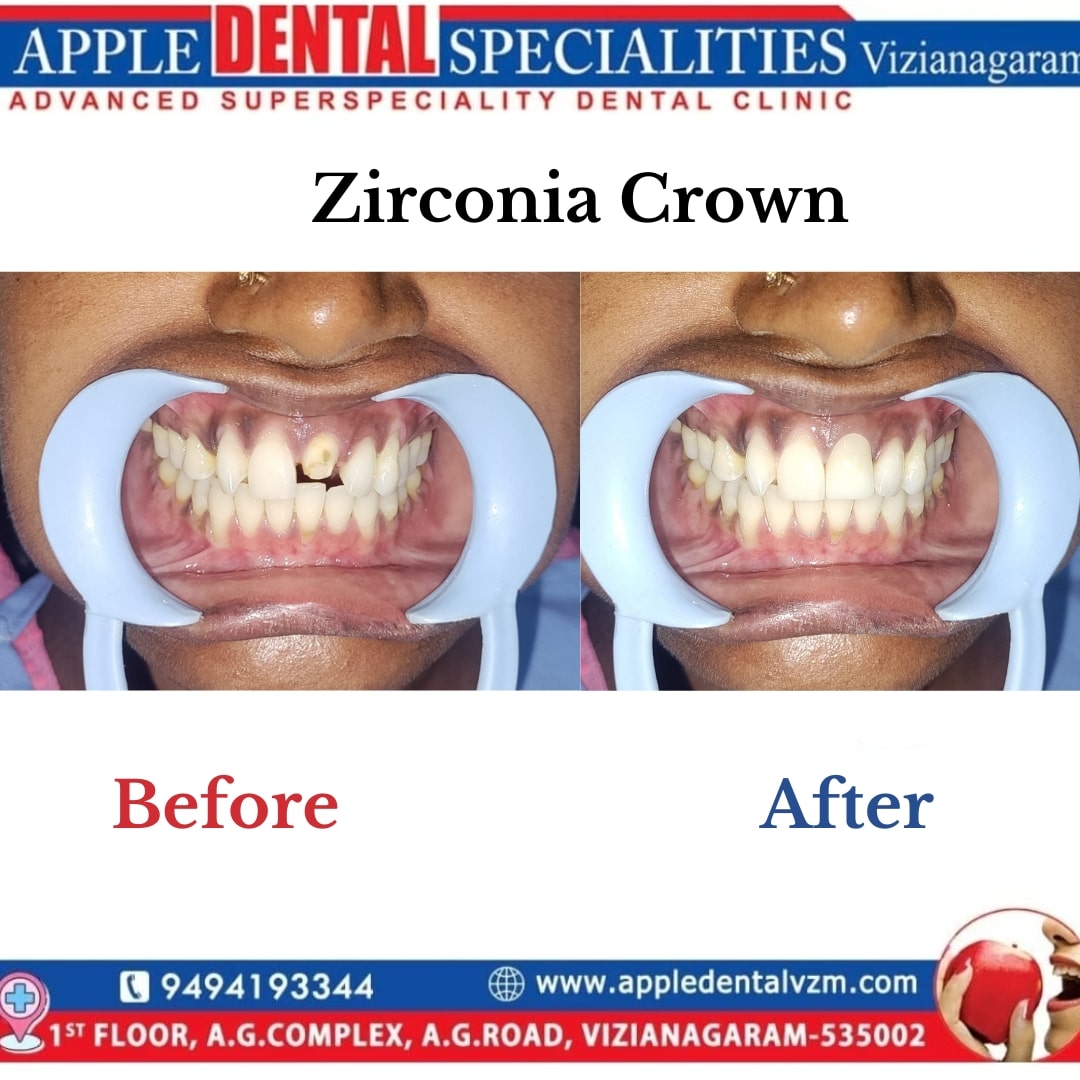 APPLE DENTAL SPECIALITIES Vizianagaram
ADVANCED SUPERSPECIALITY DENTAL CLINIC
Zirconia Crown
Before
After
9494193344
www.appledentalvzm.com
1ST FLOOR, A.G.COMPLEX, A.G.ROAD, VIZIANAGARAM-535002